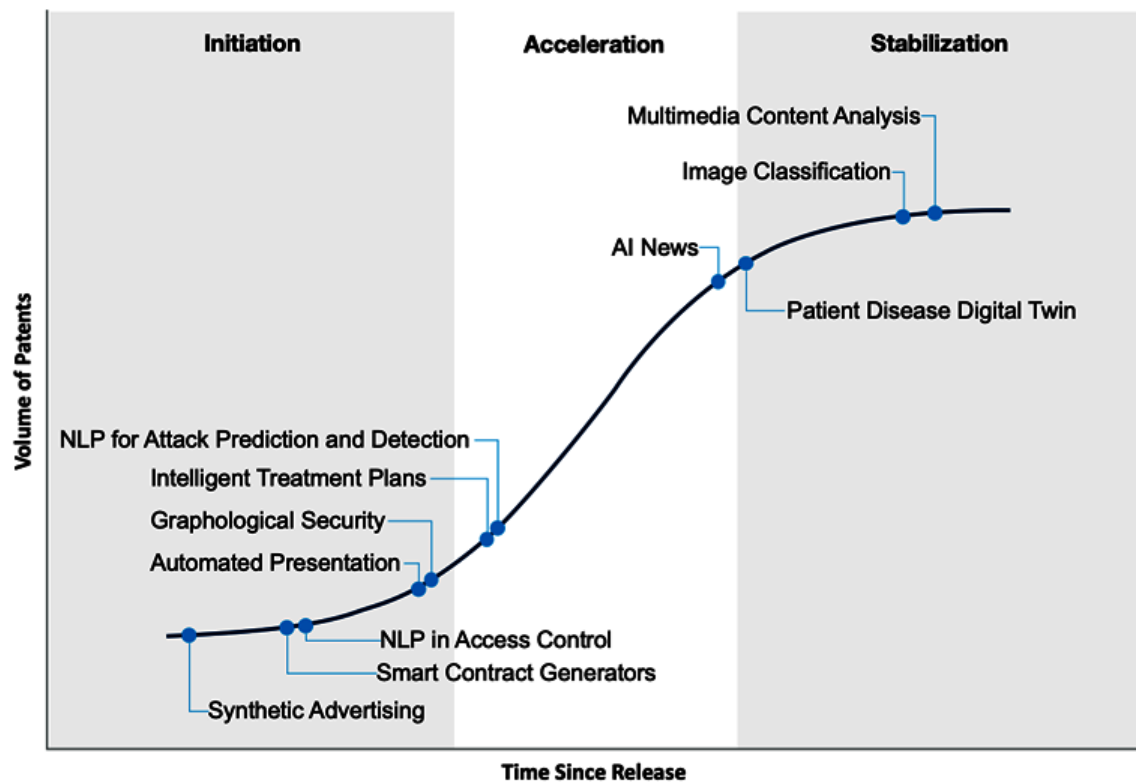 Initiation
Acceleration
Stabilization
Multimedia Content Analysis
Image Classification
AI News
Patient Disease Digital Twin
NLP for Attack Prediction and Detection
Intelligent Treatment Plans
Graphological Security
Automated Presentation
NLP in Access Control
Smart Contract Generators
Synthetic Advertising
Volume of Patents
Time Since Release